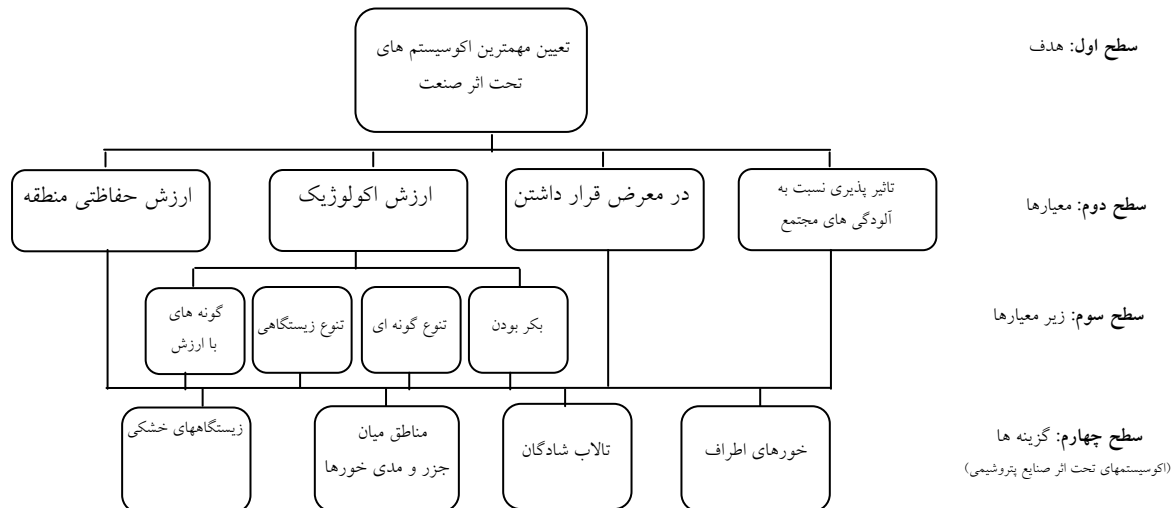 سطح اول: هدف
تعیین مهمترین اکوسیستم های
تحت اثر صنعت
سطح دوم: معیارها
تاثیر پذیری نسبت به
آلودگی های مجتمع
در معرض قرار داشتن
ارزش اکولوژیک
ارزش حفاظتی منطقه
سطح سوم: زیر معیارها
بکر بودن
تنوع گونه ای
تنوع زیستگاهی
گونه های
با ارزش
سطح چهارم: گزینه ها
(اکوسیستمهای تحت اثر صنایع پتروشیمی)
خورهای اطراف
تالاب شادگان
مناطق میان
جزر و مدی خورها
زیستگاههای خشکی